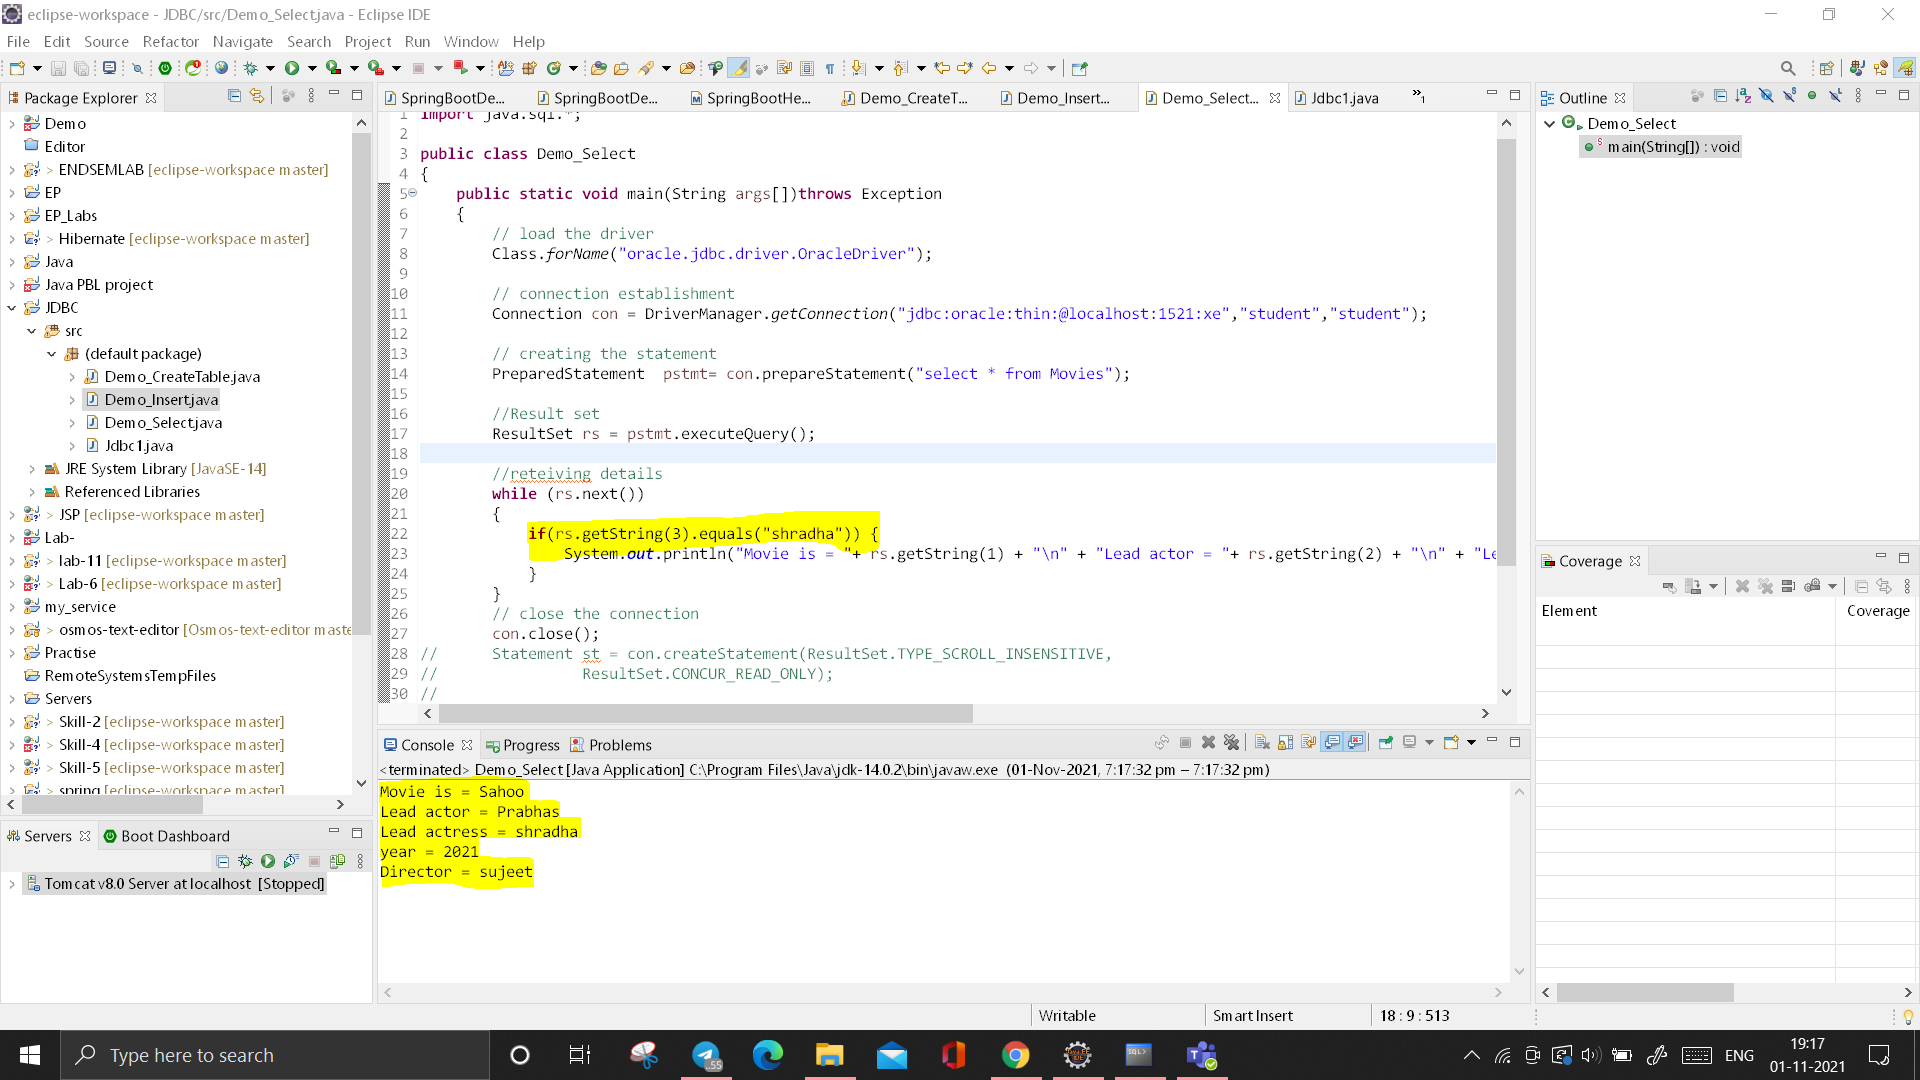 eclipse-workspace - JDBC/src/Demo_Select.java - Eclipse IDE
File Edit Source Refactor Navigate Search Project Run Window Help
Package Explorer
Demo
Editor
> ENDSEMLAB [eclipse-workspace master]
EP
EP_Labs
> Hibernate [eclipse-workspace master]
Java
Java PBL project
JDBC
src
(default package)
Demo_CreateTable.java
Demo_Insert.java
Demo_Select.java
Jdbc1.java
JRE System Library [JavaSE-14]
Referenced Libraries
> JSP [eclipse-workspace master]
Lab-
> lab-11 [eclipse-workspace master]
> Lab-6 [eclipse-workspace master]
my_service
> osmos-text-editor [Osmos-text-editor maste
Practise
RemoteSystemsTempFiles
Servers
> Skill-2 [eclipse-workspace master]
> Skill-4 [eclipse-workspace master]
> Skill-5 [eclipse-workspace master]
> spring [eclipse-workspace master]
Servers Boot Dashboard
Tomcat v8.0 Server at localhost [Stopped]
SpringBootDe... SpringBootDe... SpringBootHe... Demo_CreateT... Demo_Insert... Demo_Select... Jdbc1.java »1
1 import java.sql.*;
2
3 public class Demo_Select
4 {
5 public static void main(String args[])throws Exception
6 {
7 // load the driver
8 Class.forName("oracle.jdbc.driver.OracleDriver");
9
10 // connection establishment
11 Connection con = DriverManager.getConnection("jdbc:oracle:thin:@localhost:1521:xe","student","student");
12
13 // creating the statement
14 PreparedStatement pstmt= con.prepareStatement("select * from Movies");
15
16 //Result set
17 ResultSet rs = pstmt.executeQuery();
18
19 //reteiving details
20 while (rs.next())
21 {
22 if(rs.getString(3).equals("shradha")) {
23 System.out.println("Movie is = "+ rs.getString(1) + "\n" + "Lead actor = "+ rs.getString(2) + "\n" + "Le
24 }
25 }
26 // close the connection
27 con.close();
28 // Statement st = con.createStatement(ResultSet.TYPE_SCROLL_INSENSITIVE,
29 // ResultSet.CONCUR_READ_ONLY);
30 //
Console Progress Problems
<terminated> Demo_Select [Java Application] C:\Program Files\Java\jdk-14.0.2\bin\javaw.exe (01-Nov-2021, 7:17:32 pm – 7:17:32 pm)
Movie is = Sahoo
Lead actor = Prabhas
Lead actress = shradha
year = 2021
Director = sujeet
Outline
Demo_Select
main(String[]) : void
Coverage
Element Coverage
Writable Smart Insert 18 : 9 : 513
Type here to search
55
SQL>
ENG
19:17
01-11-2021